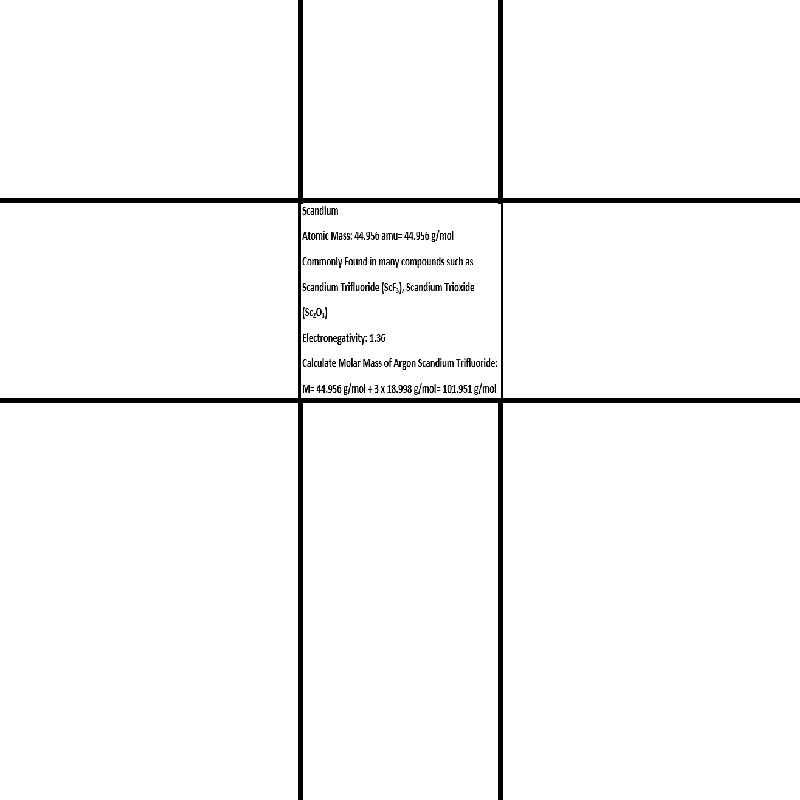 Scandium
Atomic Mass: 44.956 amu= 44.956 g/mol
Commonly Found in many compounds such as
Scandium Trifluoride (ScF₃), Scandium Trioxide
(Sc₂O₃)
Electronegativity: 1.36
Calculate Molar Mass of Argon Scandium Trifluoride:
M= 44.956 g/mol + 3 x 18.998 g/mol= 101.951 g/mol